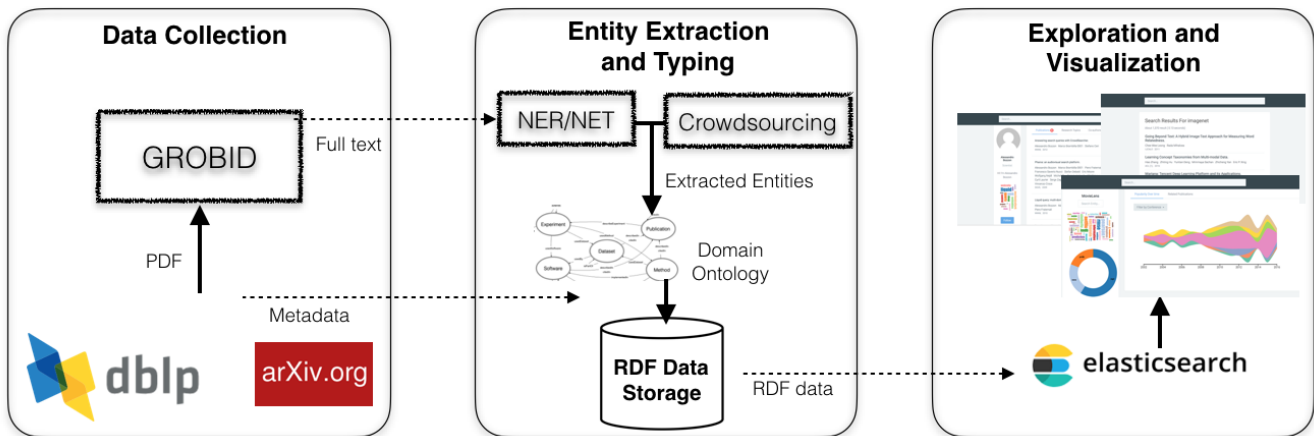 Data Collection
GROBID
Full text
PDF
Metadata
dblp
arXiv.org
Entity Extraction
and Typing
NER/NET
Crowdsourcing
Extracted Entities
Experiment
Publication
Dataset
Software
Method
Domain
Ontology
RDF Data
Storage
RDF data
Exploration and
Visualization
Search Results For Imagenet
elasticsearch